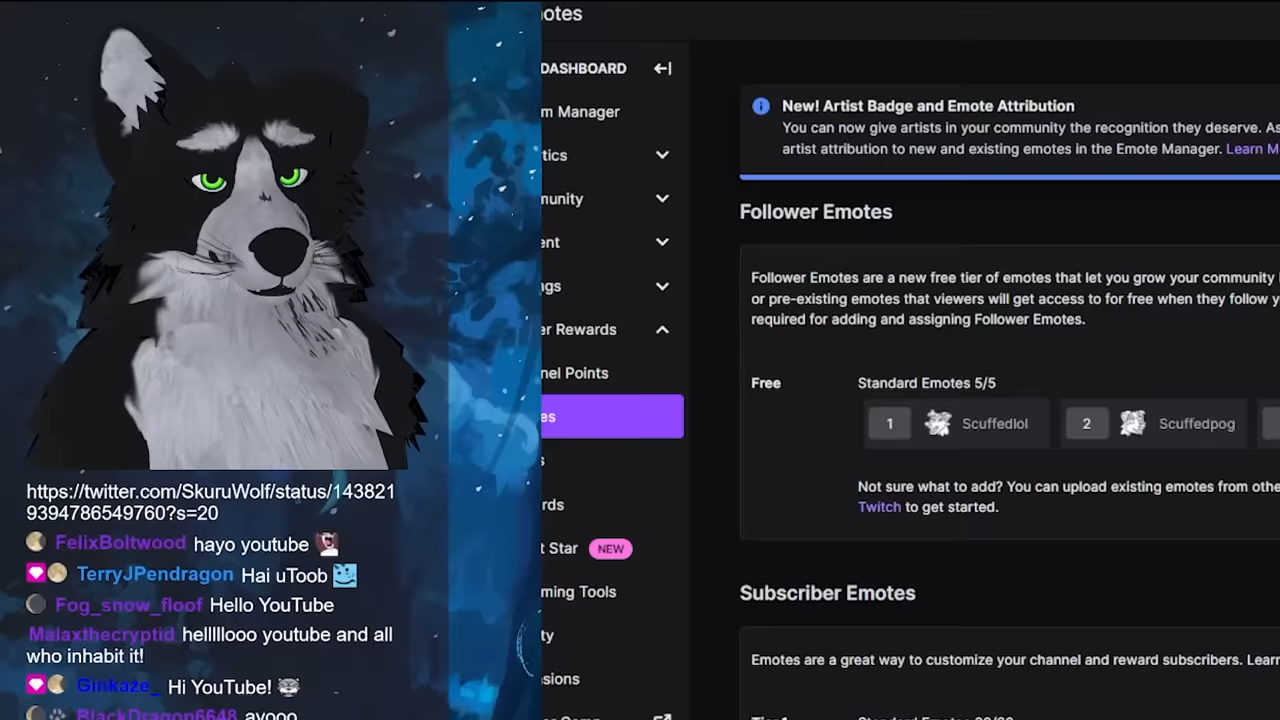 https://twitter.com/SkuruWolf/status/143821
9394786549760?s=20
FelixBoltwood hayo youtube
TerryJPendragon Hai uToob
Fog_snow_floof Hello YouTube
Malaxthecryptid helllllooo youtube and all
who inhabit it!
Ginkaze_ Hi YouTube!
BlackDragon6648 ayooo
otes
DASHBOARD
m Manager
tics
unity
ent
ngs
er Rewards
nel Points
es
s
rds
t Star NEW
ming Tools
ty
sions
New! Artist Badge and Emote Attribution
You can now give artists in your community the recognition they deserve. As
artist attribution to new and existing emotes in the Emote Manager. Learn M
Follower Emotes
Follower Emotes are a new free tier of emotes that let you grow your community
or pre-existing emotes that viewers will get access to for free when they follow y
required for adding and assigning Follower Emotes.
Free
Standard Emotes 5/5
1 Scuffedlol 2 Scuffedpog
Not sure what to add? You can upload existing emotes from othe
Twitch to get started.
Subscriber Emotes
Emotes are a great way to customize your channel and reward subscribers. Learn